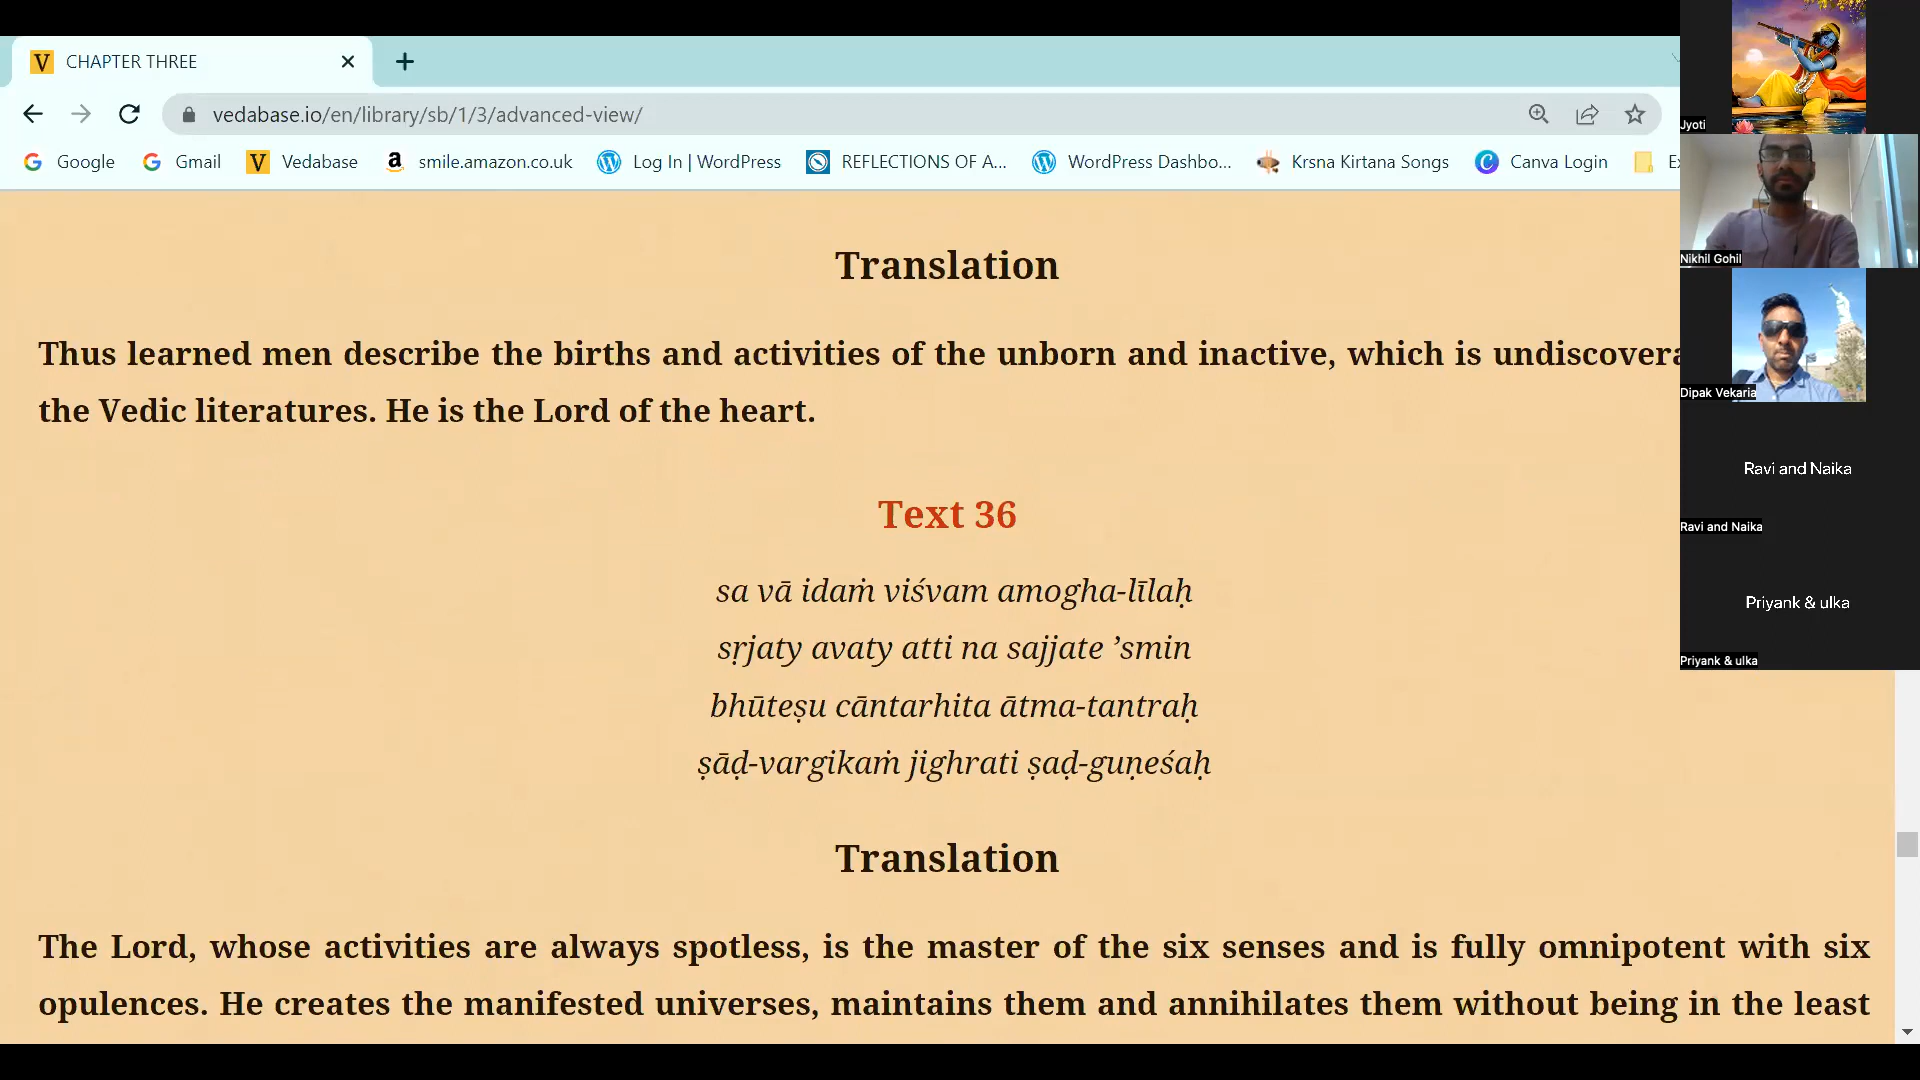 CHAPTER THREE
vedabase.io/en/library/sb/1/3/advanced-view/
Google Gmail Vedabase smile.amazon.co.uk Log In | WordPress REFLECTIONS OF A... WordPress Dashbo... Krsna Kirtana Songs Canva Login
Translation
Thus learned men describe the births and activities of the unborn and inactive, which is
the Vedic literatures. He is the Lord of the heart.
Text 36
sa vā idaṁ viśvam amogha-līlaḥ
sṛjaty avaty atti na sajjate ’smin
bhūteṣu cāntarhita ātma-tantraḥ
ṣāḍ-vargikaṁ jighrati ṣaḍ-guṇeśaḥ
Translation
The Lord, whose activities are always spotless, is the master of the six senses and is fully omnipotent with six
opulences. He creates the manifested universes, maintains them and annihilates them without being in the least
Jyoti
Nikhil Gohil
Dipak Vekaria
Ravi and Naika
Ravi and Naika
Priyank & ulka
Priyank & ulka